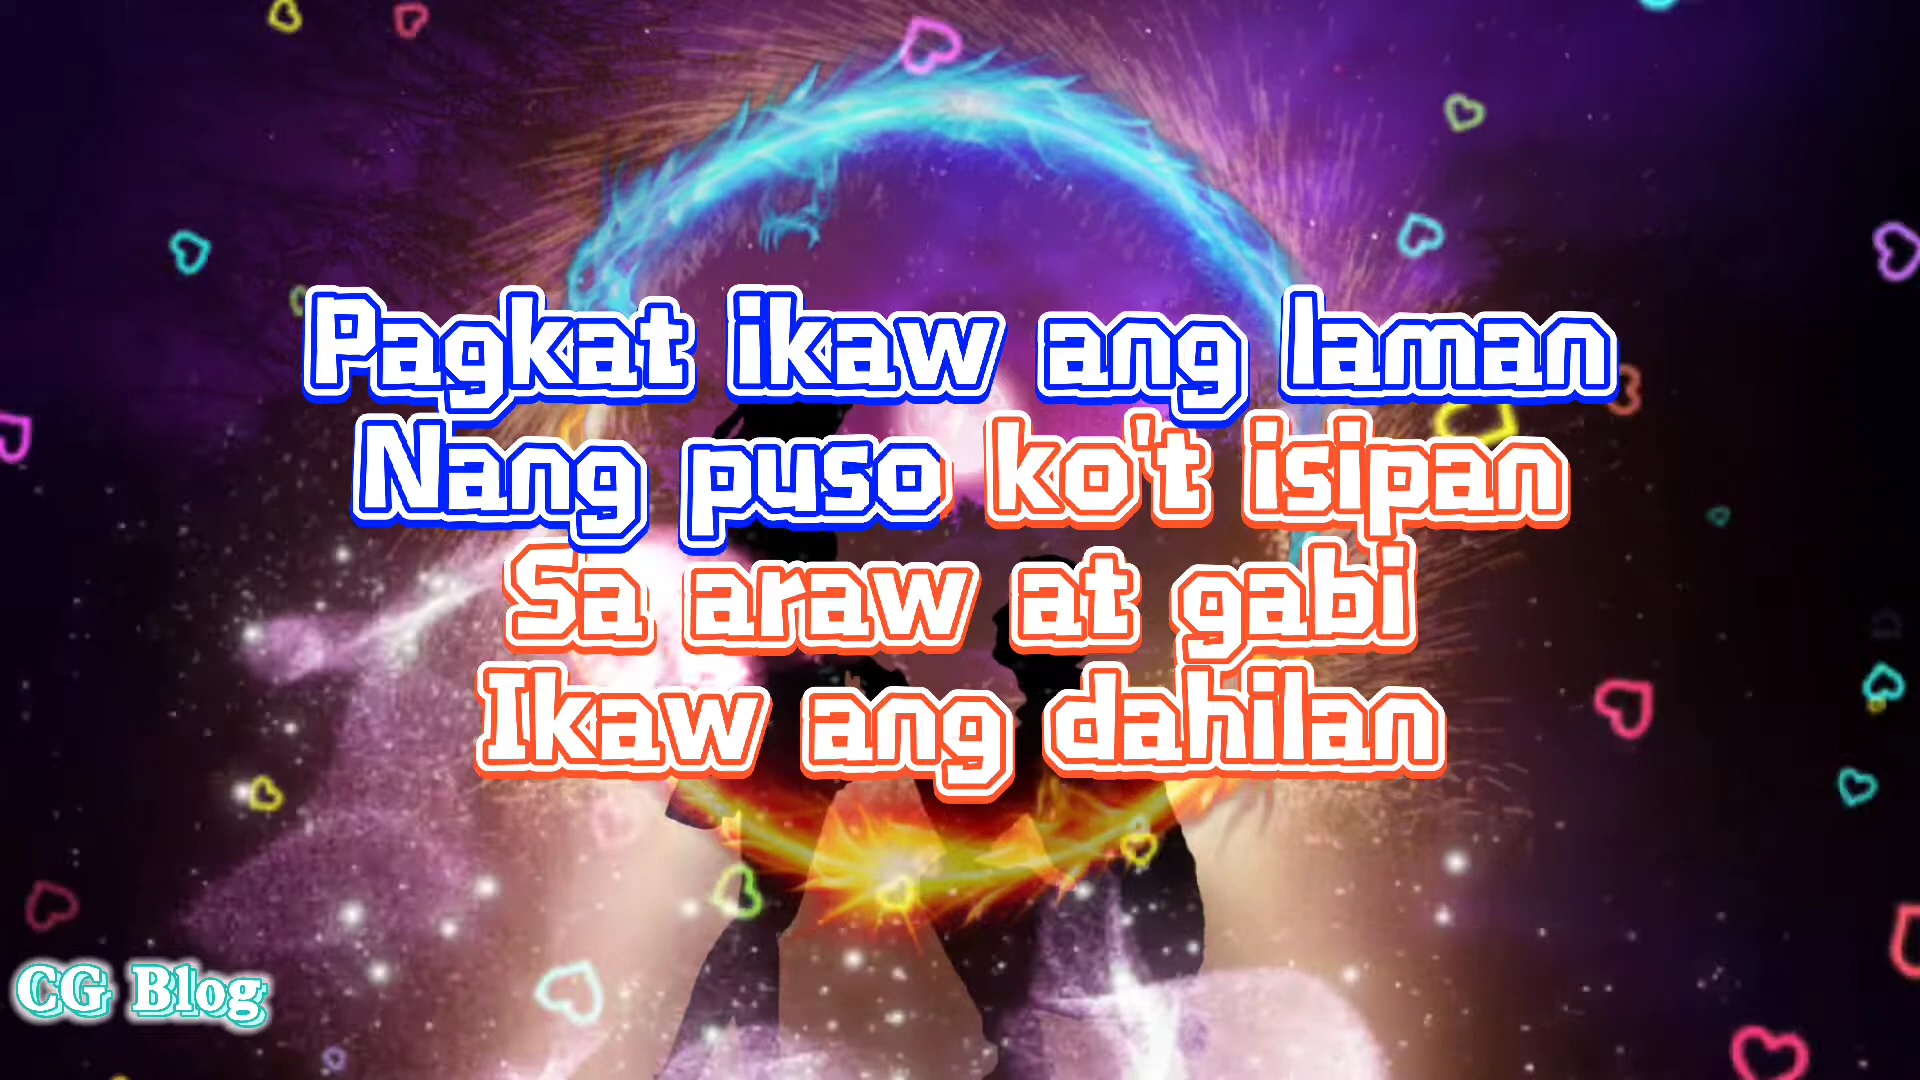 Pagkat ikaw ang laman
Nang puso ko't isipan
Sa araw at gabi
Ikaw ang dahilan
CG Blog